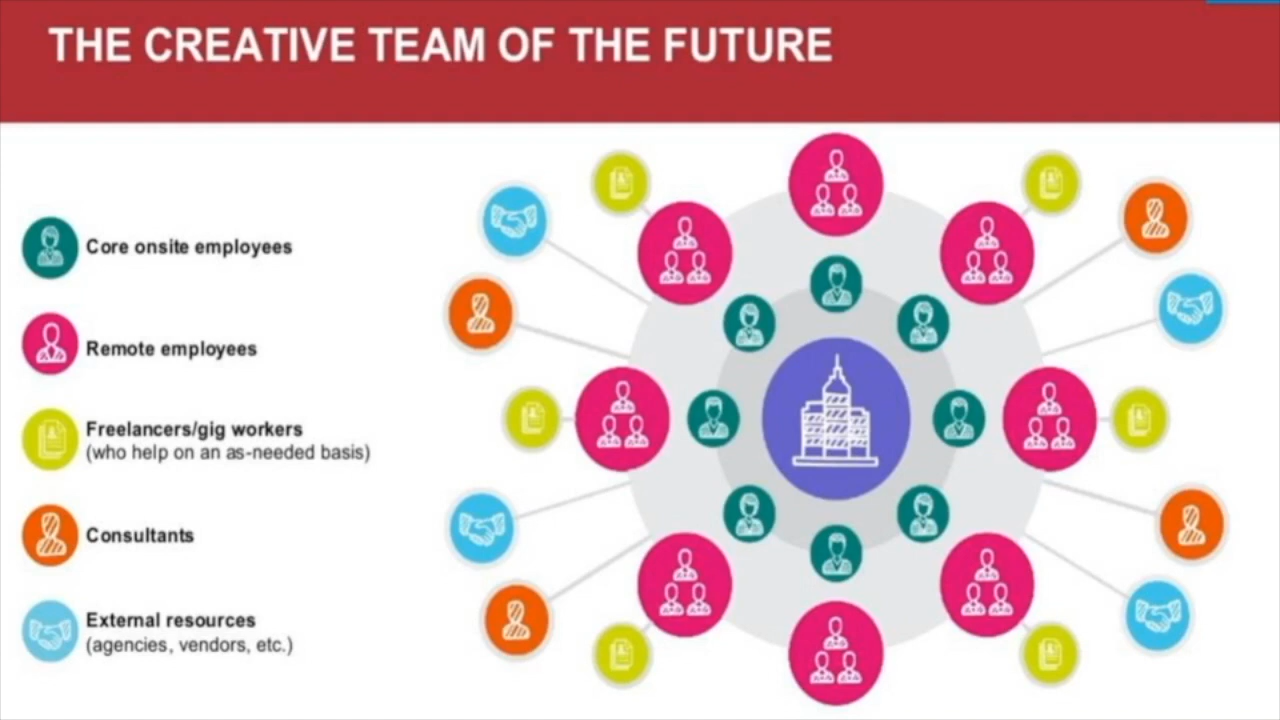 THE CREATIVE TEAM OF THE FUTURE
Core onsite employees
Remote employees
Freelancers/gig workers
(who help on an as-needed basis)
Consultants
External resources
(agencies, vendors, etc.)